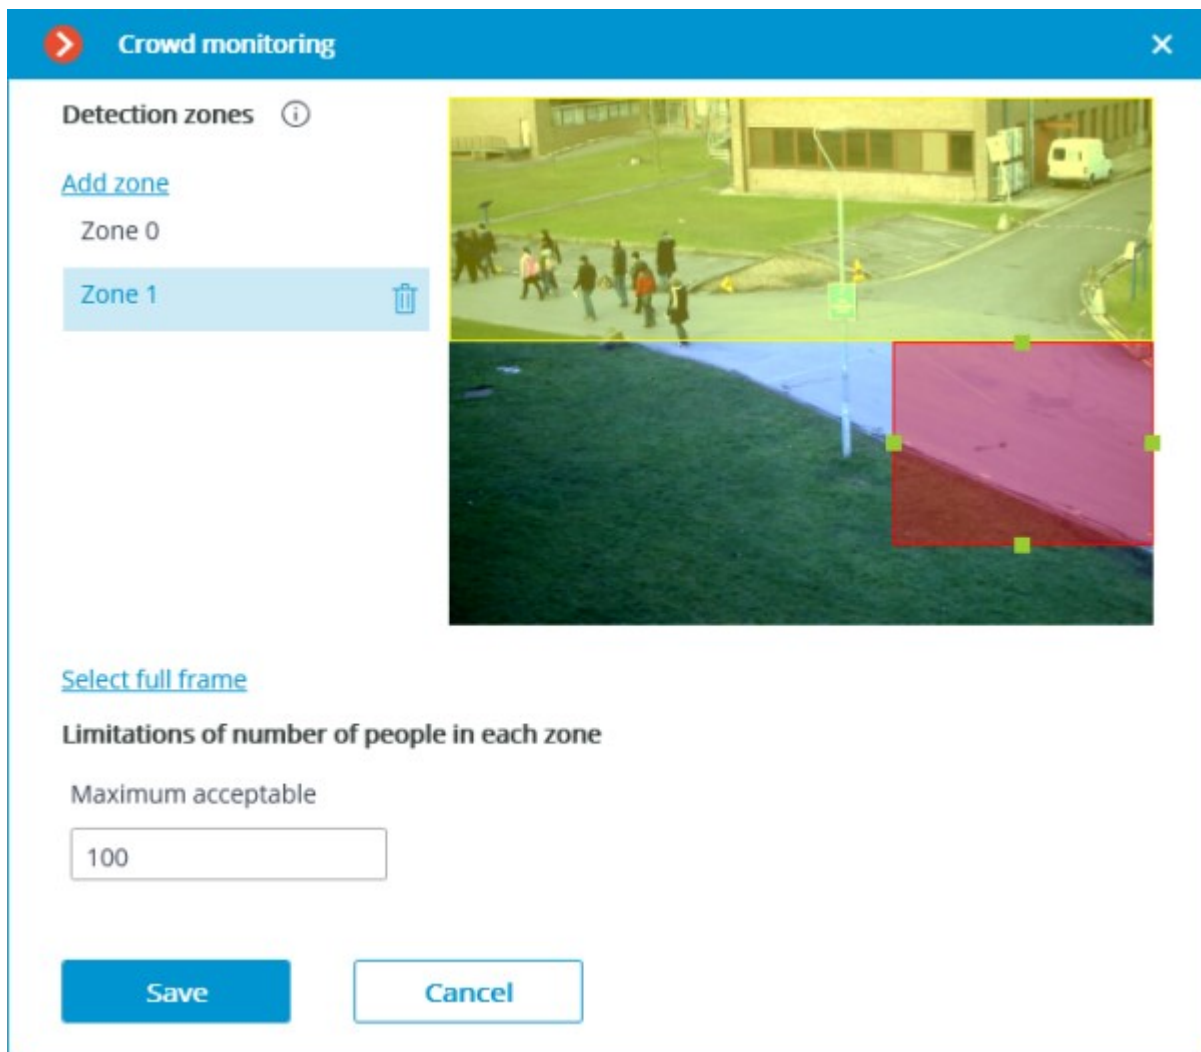 Crowd monitoring
Detection zones
Add zone
Zone 0
Zone 1
Select full frame
Limitations of number of people in each zone
Maximum acceptable
100
Save
Cancel